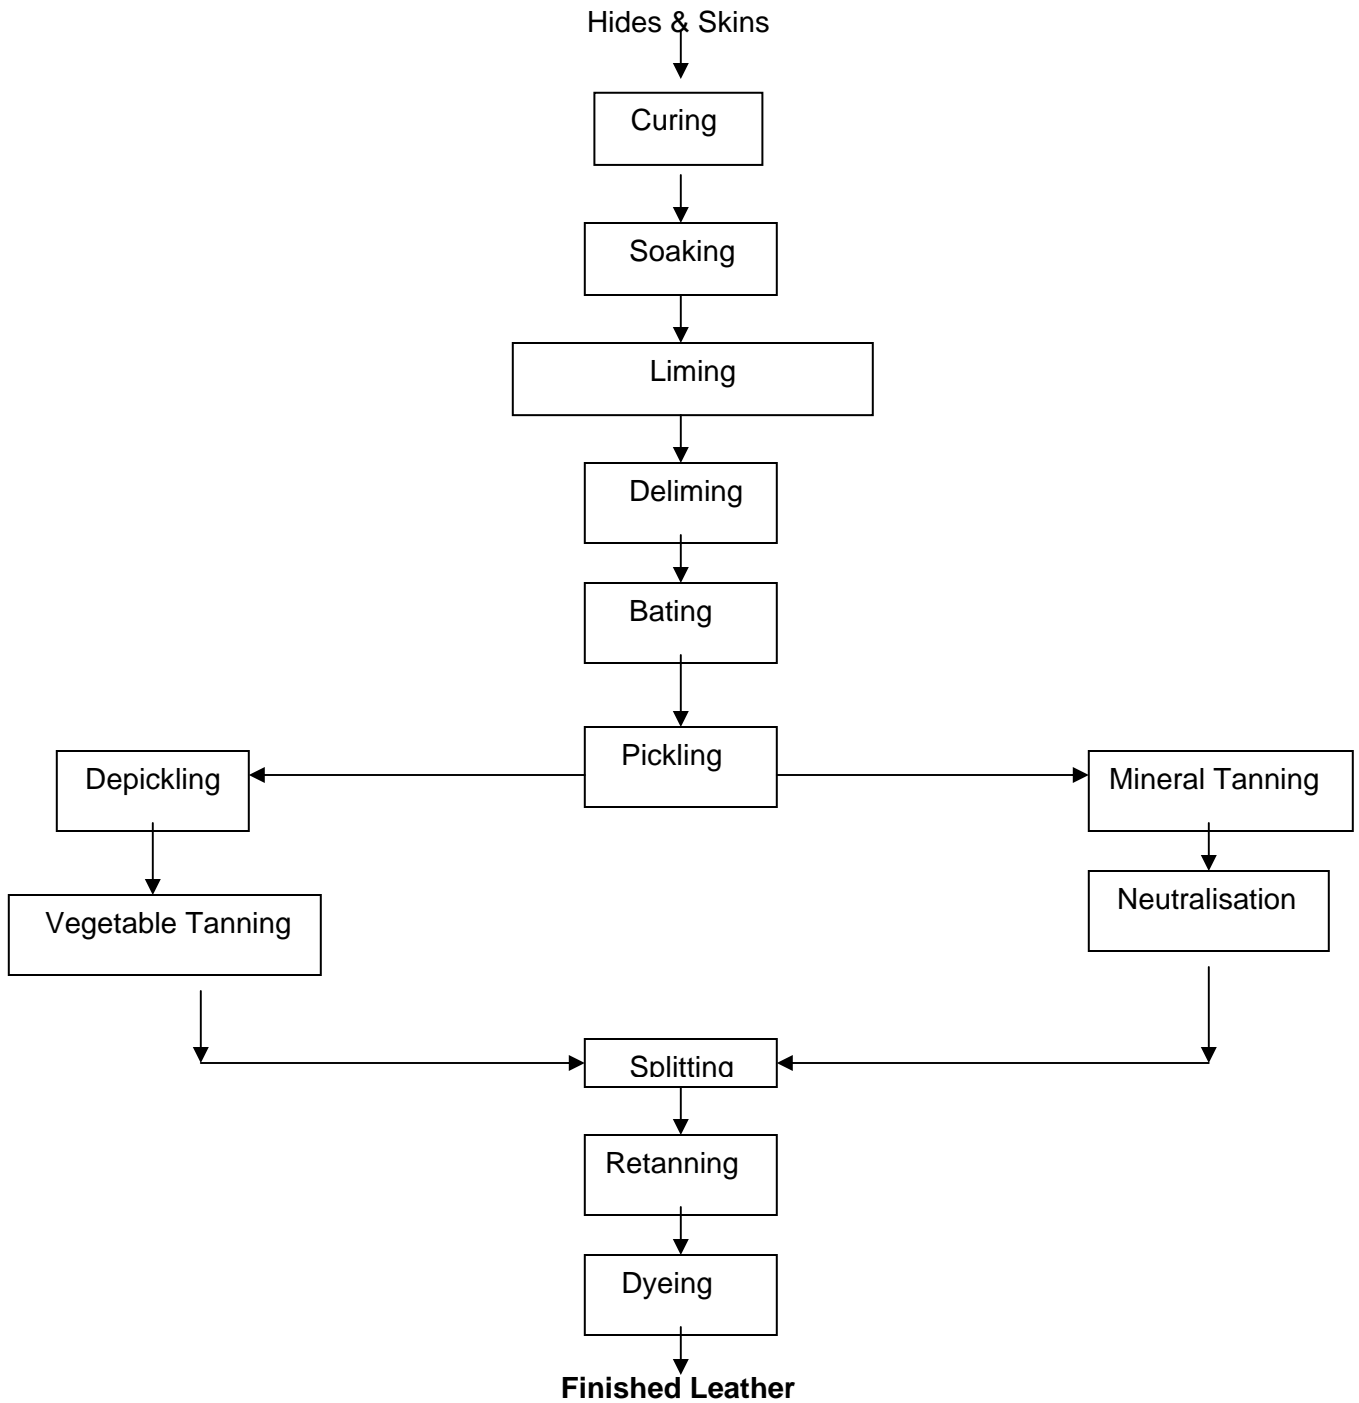 Hides & Skins
Curing
Soaking
Liming
Deliming
Bating
Pickling
Depickling
Mineral Tanning
Vegetable Tanning
Neutralisation
Splitting
Retanning
Dyeing
Finished Leather